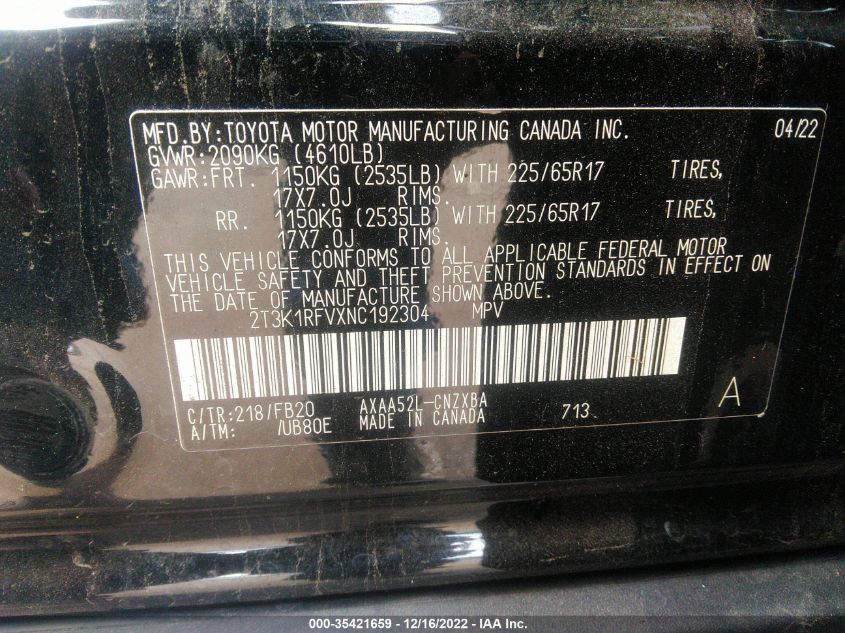 MFD.BY:TOYOTA MOTOR MANUFACTURING CANADA INC. 04/22
GVWR:2090KG (4610LB)
GAWR:FRT. 1150KG (2535LB) WITH 225/65R17 TIRES,
17X7.0J RIMS.
RR. 1150KG (2535LB) WITH 225/65R17 TIRES,
17X7.0J RIMS.
THIS VEHICLE CONFORMS TO ALL APPLICABLE FEDERAL MOTOR
VEHICLE SAFETY AND THEFT PREVENTION STANDARDS IN EFFECT ON
THE DATE OF MANUFACTURE SHOWN ABOVE.
2T3K1RFVXNC192304 MPV
C/TR:218/FB20 AXAA52L-CNZXBA 713 A
A/TM: /UB80E MADE IN CANADA
000-35421659 - 12/16/2022 - IAA Inc.